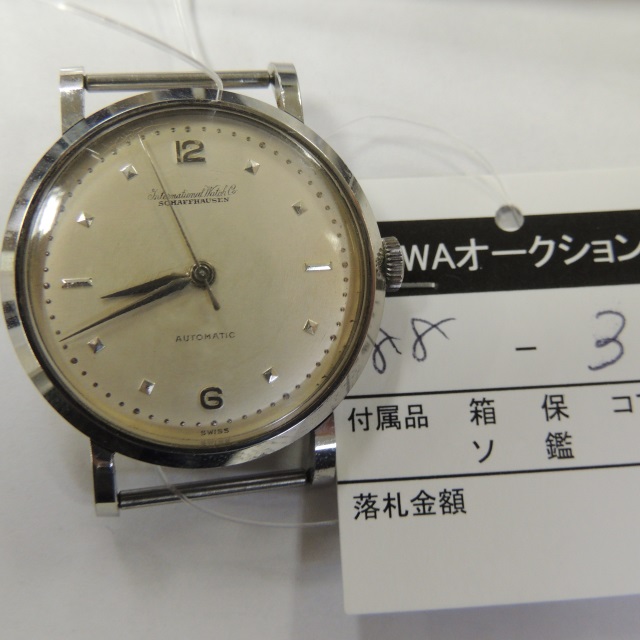 12
International Watch Co
SCHAFFHAUSEN
AUTOMATIC
6
SWISS
WAオークション
88 - 3
付属品 箱 保 コ
ソ 鑑
落札金額